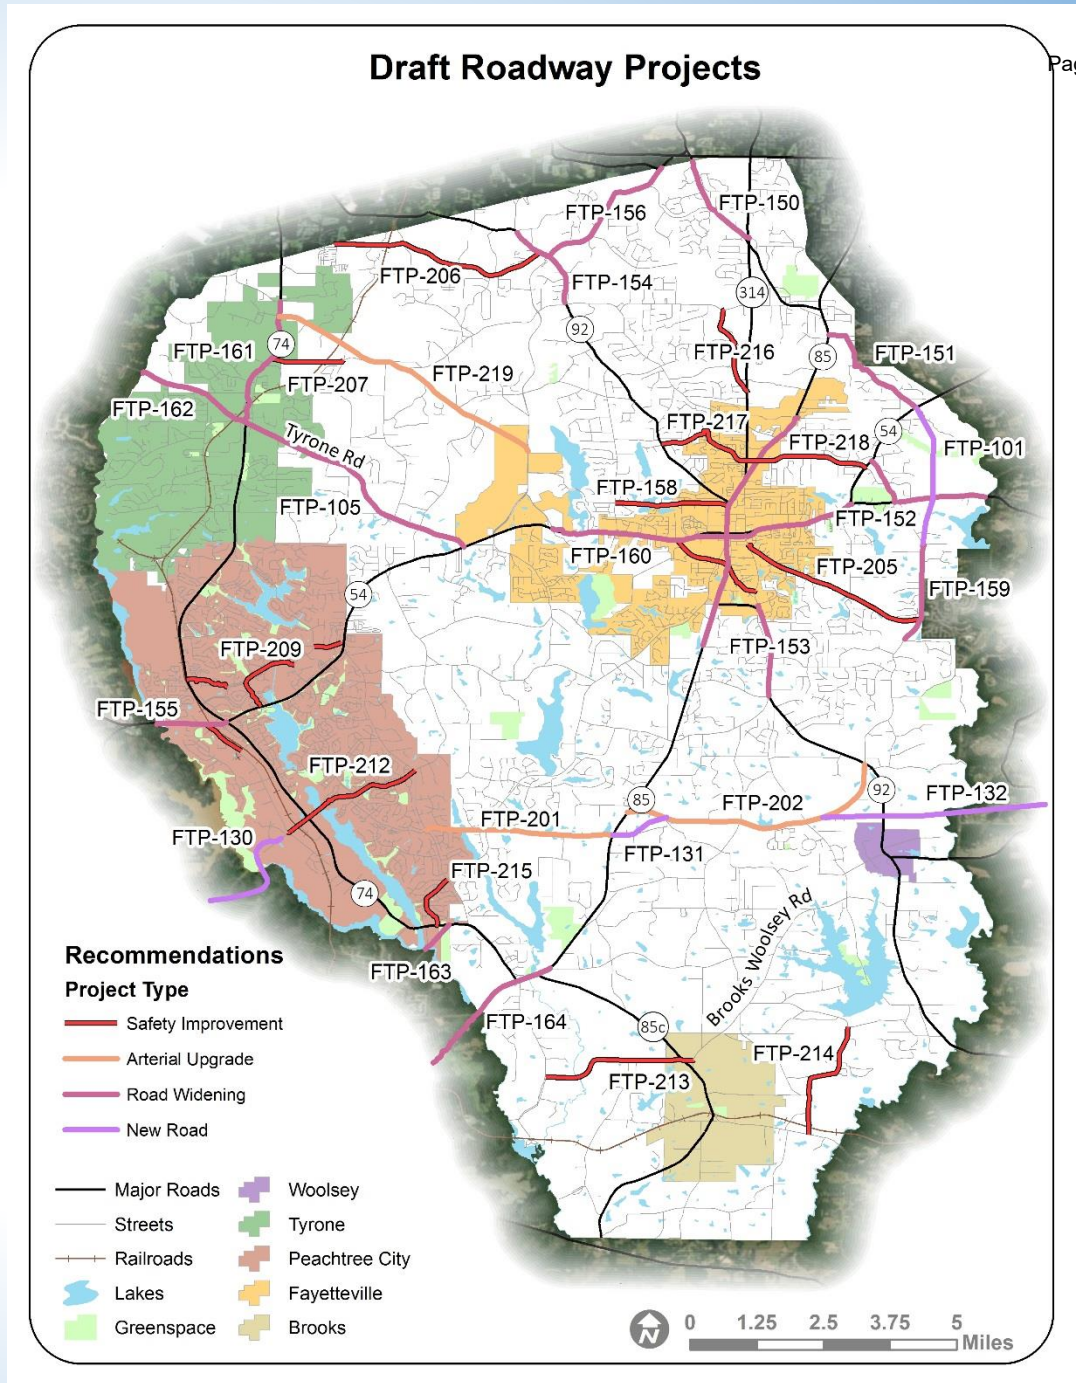 Draft Roadway Projects
Pag
FTP-156
FTP-150
FTP-206
FTP-154
314
92
FTP-161
74
FTP-216
85
FTP-151
FTP-207
FTP-219
FTP-162
FTP-217
Tyrone Rd
FTP-218
54
FTP-101
FTP-158
FTP-105
FTP-152
FTP-160
FTP-205
FTP-159
54
FTP-209
FTP-153
FTP-155
FTP-212
85
FTP-202
92
FTP-132
FTP-201
FTP-130
FTP-131
FTP-215
74
Brooks Woolsey Rd
FTP-163
FTP-164
85c
FTP-214
FTP-213
Recommendations
Project Type
Safety Improvement
Arterial Upgrade
Road Widening
New Road
Major Roads
Streets
Railroads
Lakes
Greenspace
Woolsey
Tyrone
Peachtree City
Fayetteville
Brooks
N
0 1.25 2.5 3.75 5
Miles